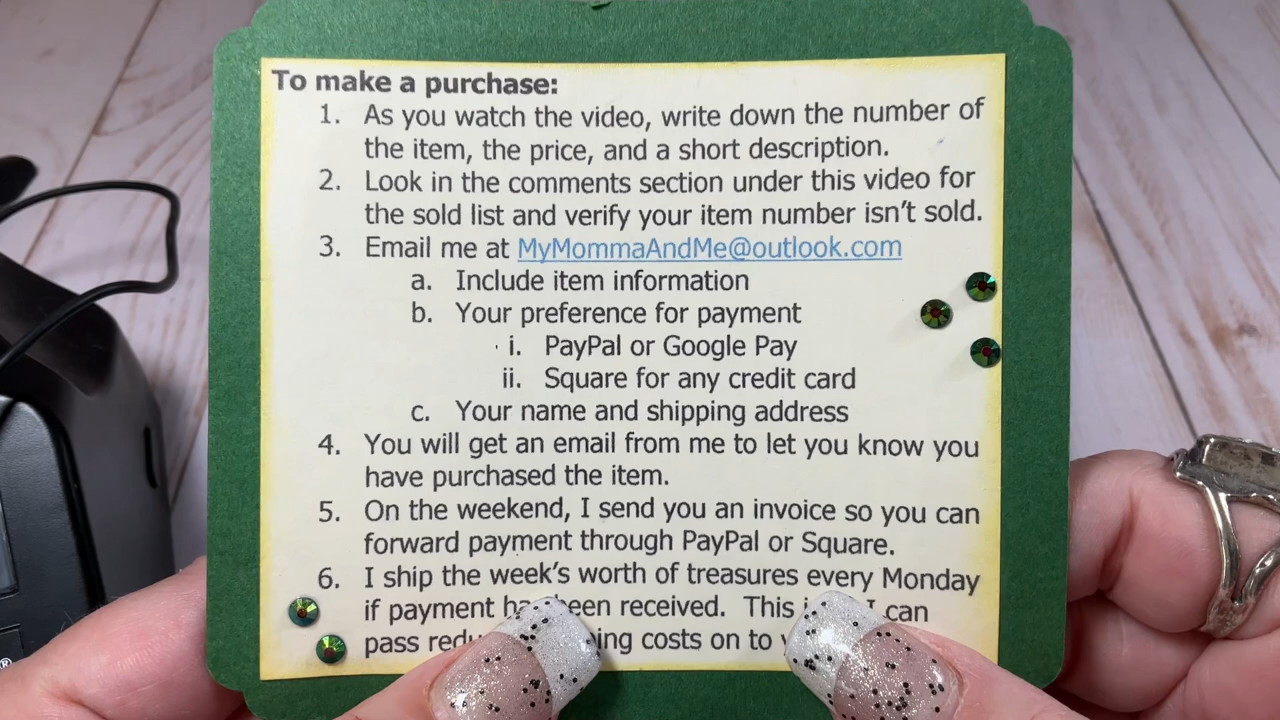 To make a purchase:
1. As you watch the video, write down the number of
the item, the price, and a short description.
2. Look in the comments section under this video for
the sold list and verify your item number isn't sold.
3. Email me at MyMommaAndMe@outlook.com
a. Include item information
b. Your preference for payment
i. PayPal or Google Pay
ii. Square for any credit card
c. Your name and shipping address
4. You will get an email from me to let you know you
have purchased the item.
5. On the weekend, I send you an invoice so you can
forward payment through PayPal or Square.
6. I ship the week's worth of treasures every Monday
if payment been received. This I can
pass costs on to
®